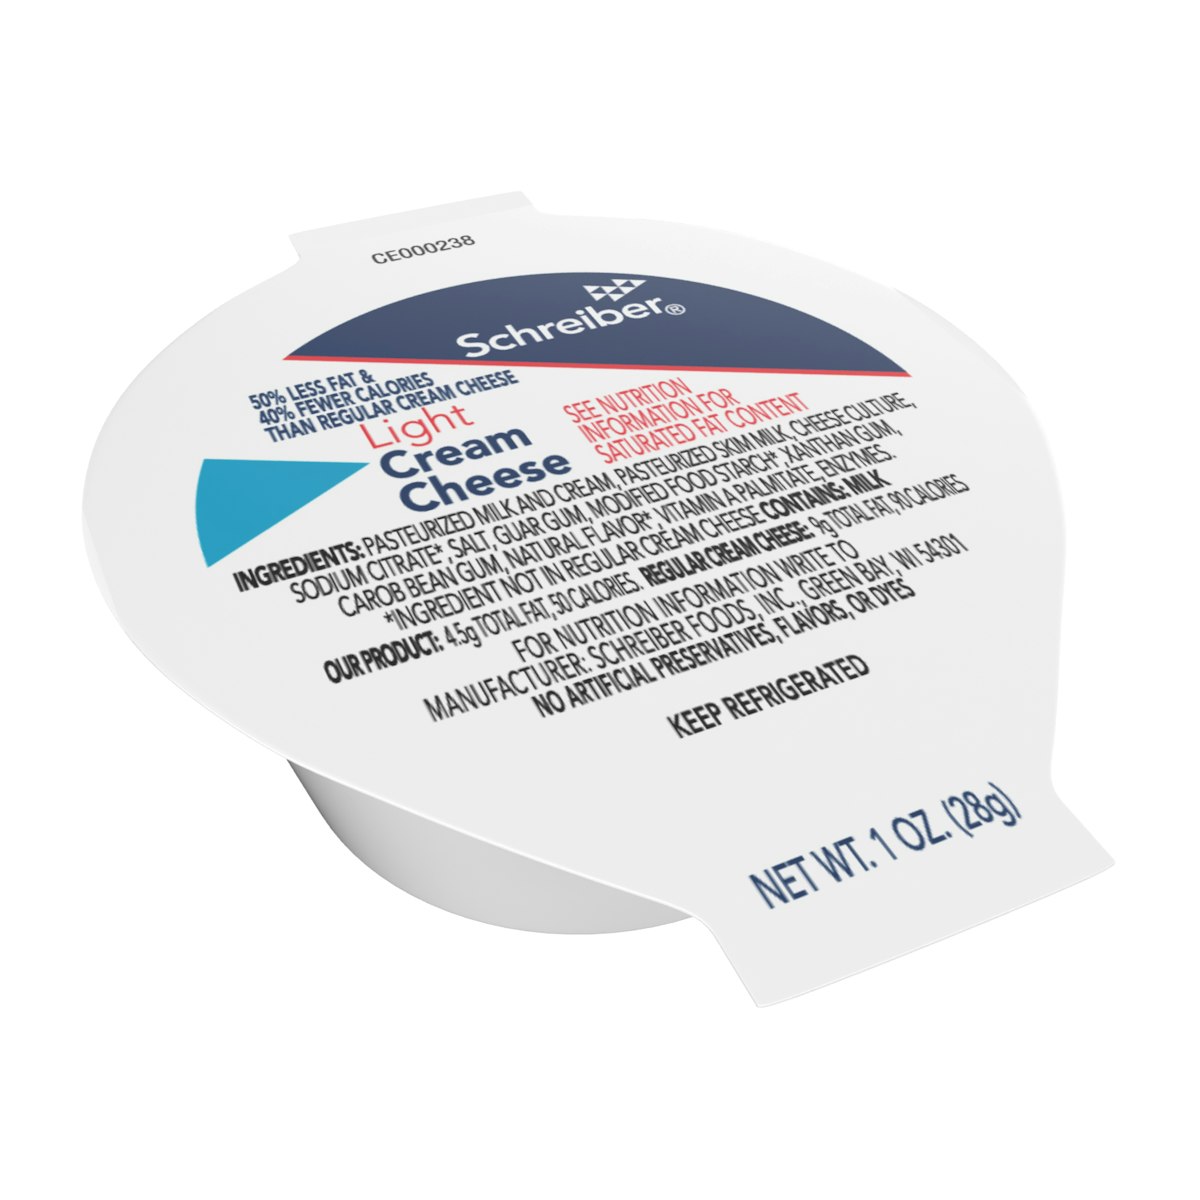 CE000238
Schreiber®
50% LESS FAT &
40% FEWER CALORIES
THAN REGULAR CREAM CHEESE
Light
Cream
Cheese
SEE NUTRITION
INFORMATION FOR
SATURATED FAT CONTENT
INGREDIENTS: PASTEURIZED MILK AND CREAM, PASTEURIZED SKIM MILK, CHEESE CULTURE,
SODIUM CITRATE*, SALT, GUAR GUM, MODIFIED FOOD STARCH*, XANTHAN GUM,
CAROB BEAN GUM, NATURAL FLAVOR*, VITAMIN A PALMITATE, ENZYMES.
*INGREDIENT NOT IN REGULAR CREAM CHEESE CONTAINS: MILK
OUR PRODUCT: 4.5g TOTAL FAT, 50 CALORIES. REGULAR CREAM CHEESE: 9g TOTAL FAT, 90 CALORIES
FOR NUTRITION INFORMATION WRITE TO
MANUFACTURER: SCHREIBER FOODS, INC., GREEN BAY, WI 54301
NO ARTIFICIAL PRESERVATIVES, FLAVORS, OR DYES
KEEP REFRIGERATED
NET WT. 1 OZ. (28g)